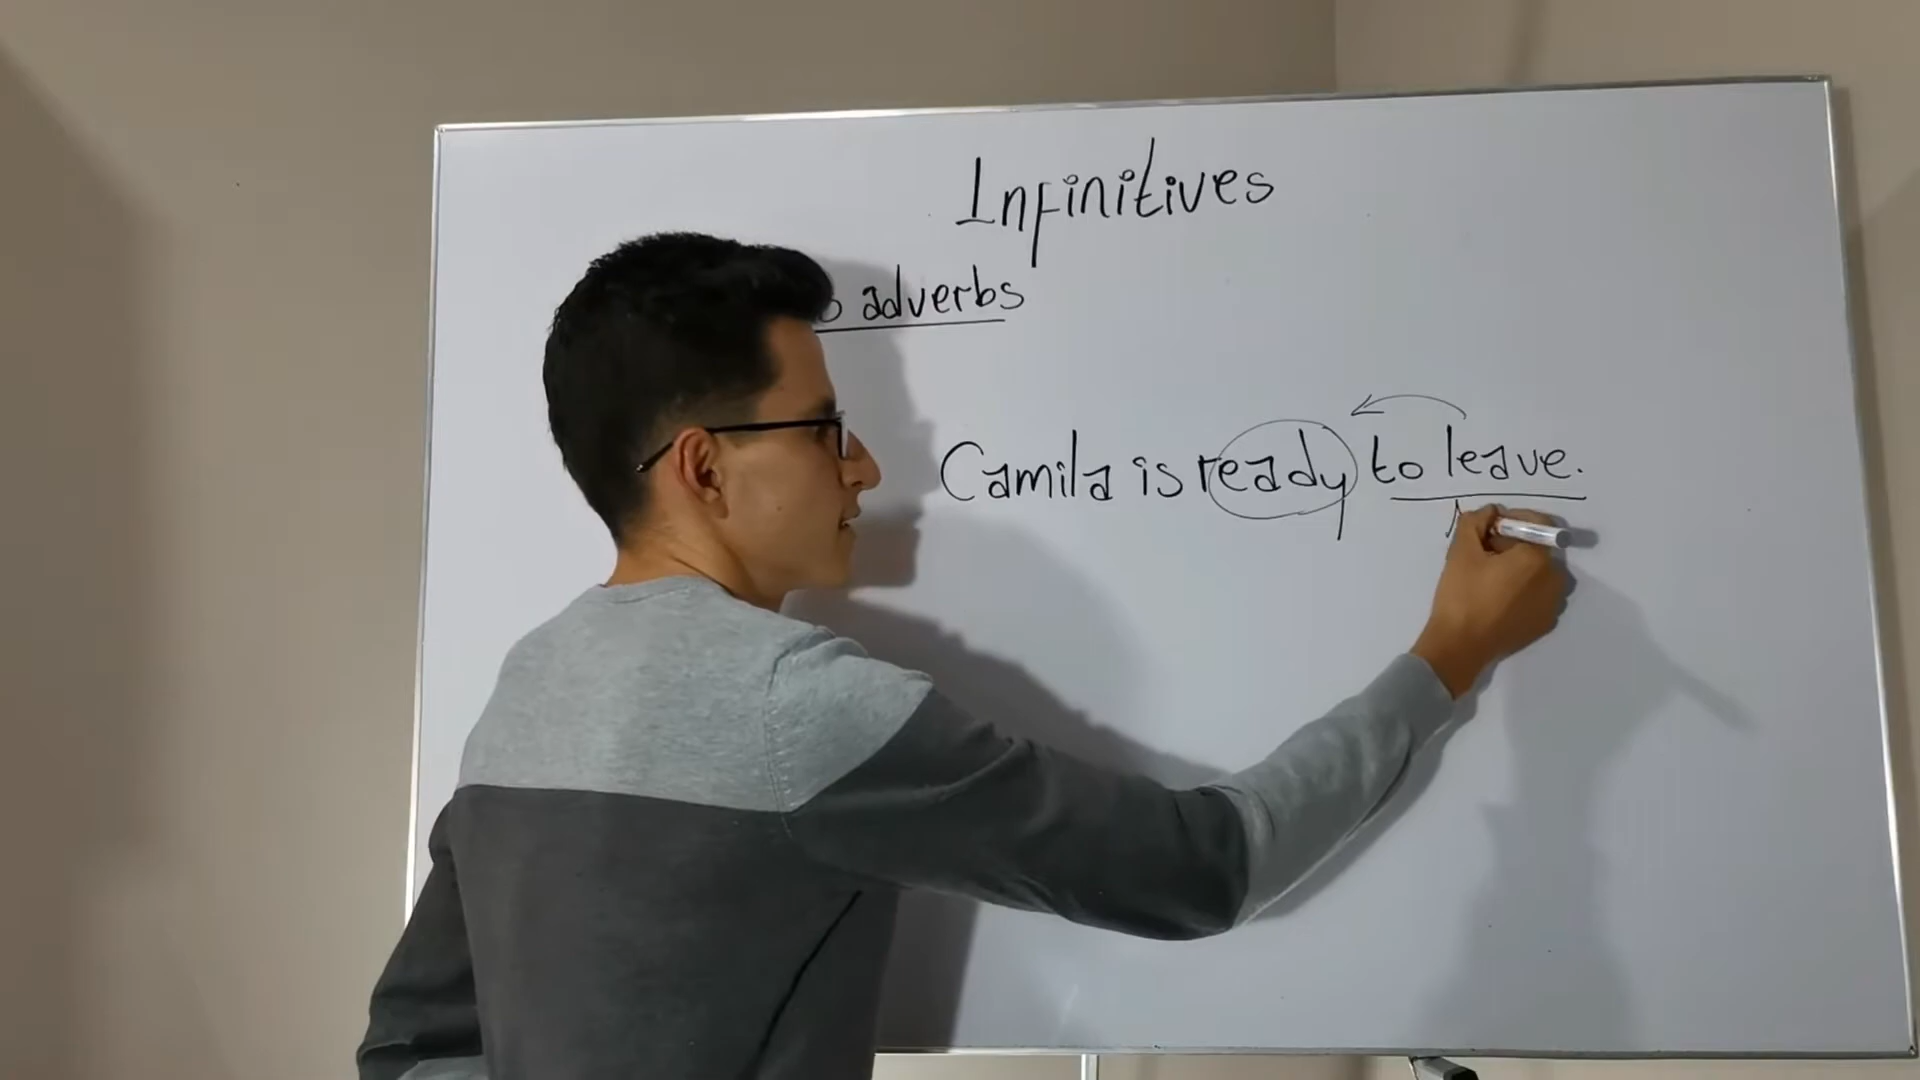 Infinitives
adverbs
Camila is ready to leave.